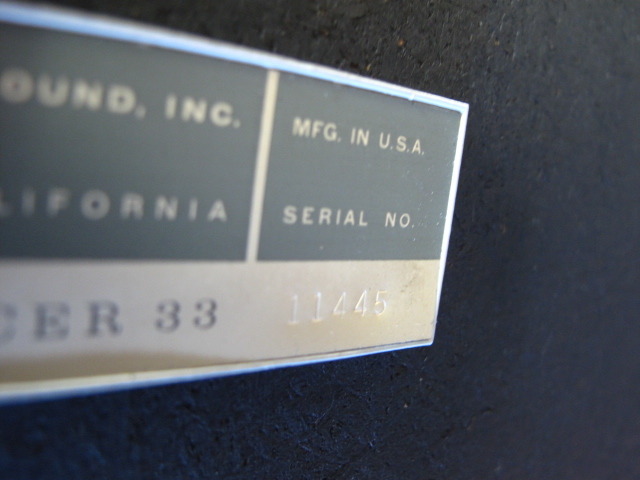 OUND, INC.
MFG. IN U.S.A.
LIFORNIA
SERIAL NO.
CER 33
11445